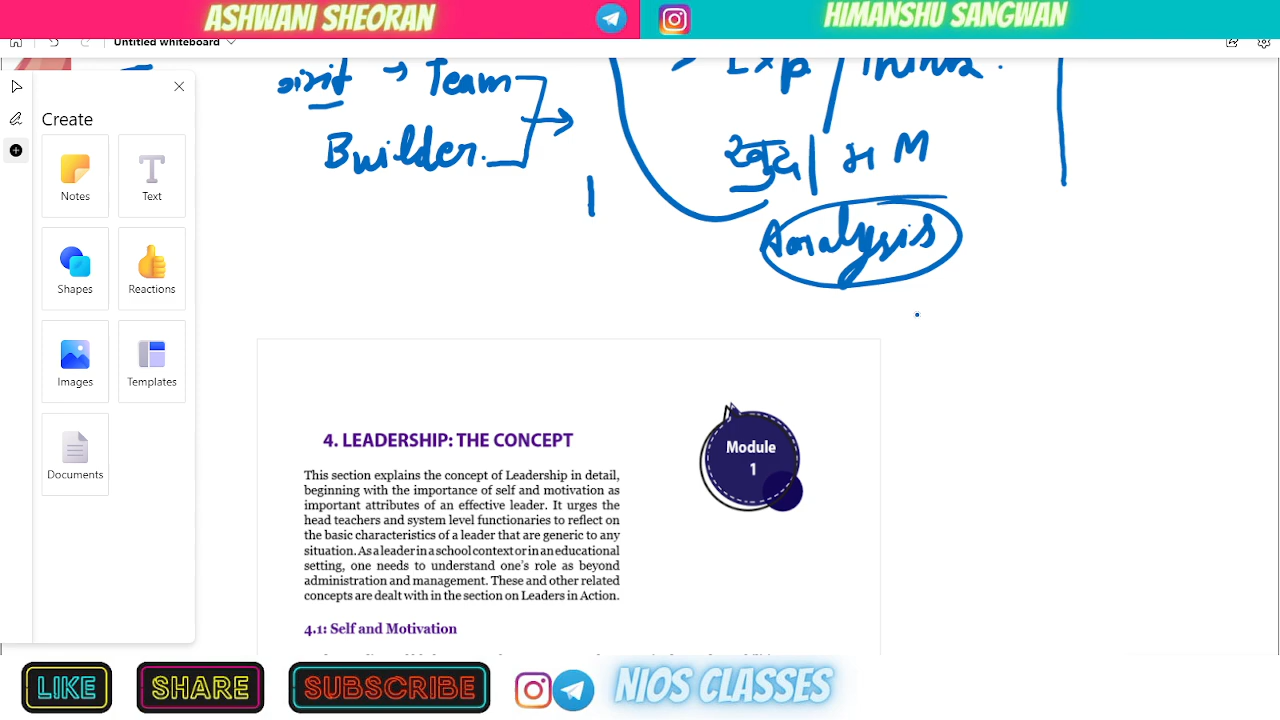 ASHWANI SHEORAN
HIMANSHU SANGWAN
Untitled whiteboard
Team
Builder.
Exp /
M
Analysis
Create
Notes
Text
Shapes
Reactions
Images
Templates
Documents
4. LEADERSHIP: THE CONCEPT
Module
1
This section explains the concept of Leadership in detail,
beginning with the importance of self and motivation as
important attributes of an effective leader. It urges the
head teachers and system level functionaries to reflect on
the basic characteristics of a leader that are generic to any
situation. As a leader in a school context or in an educational
setting, one needs to understand one's role as beyond
administration and management. These and other related
concepts are dealt with in the section on Leaders in Action.
4.1: Self and Motivation
LIKE
SHARE
SUBSCRIBE
NIOS CLASSES